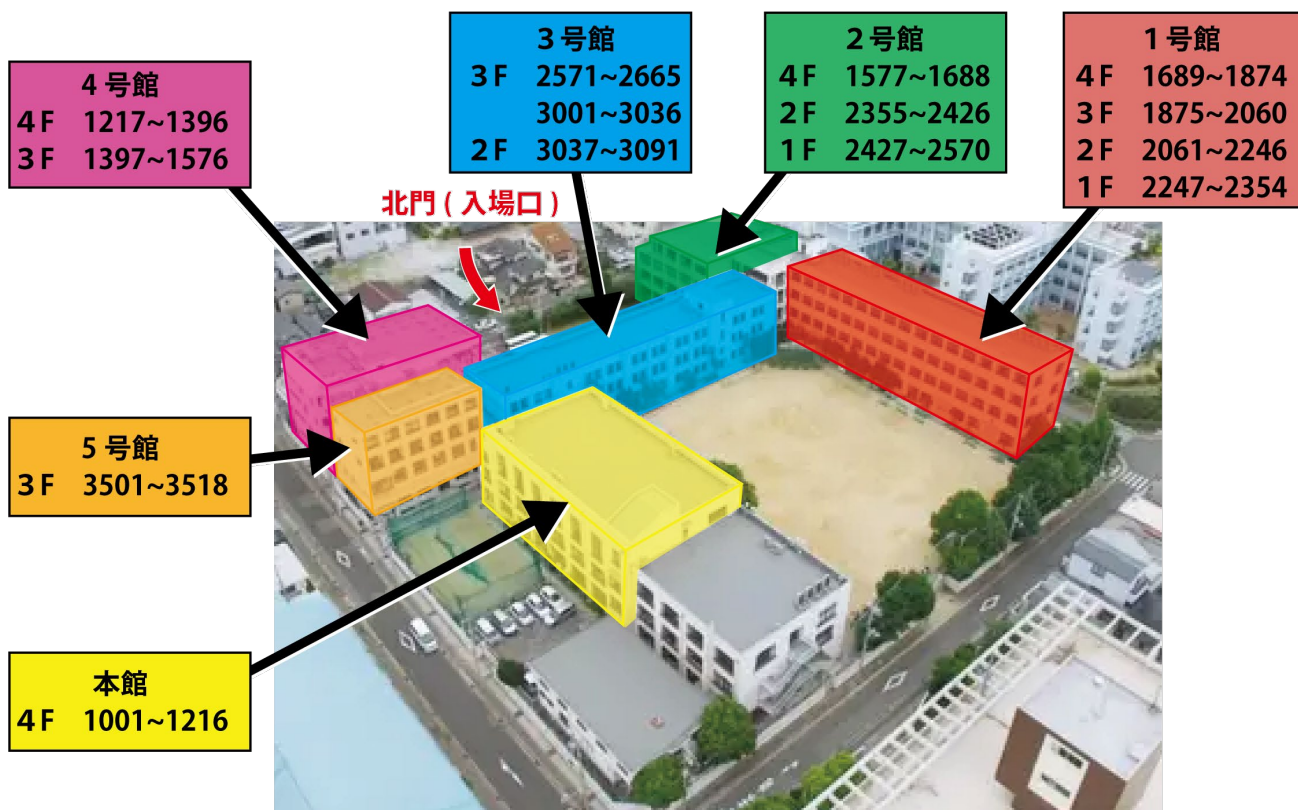 4号館
4F 1217~1396
3F 1397~1576
3号館
3F 2571~2665
3001~3036
2F 3037~3091
2号館
4F 1577~1688
2F 2355~2426
1F 2427~2570
1号館
4F 1689~1874
3F 1875~2060
2F 2061~2246
1F 2247~2354
北門(入場口)
5号館
3F 3501~3518
本館
4F 1001~1216